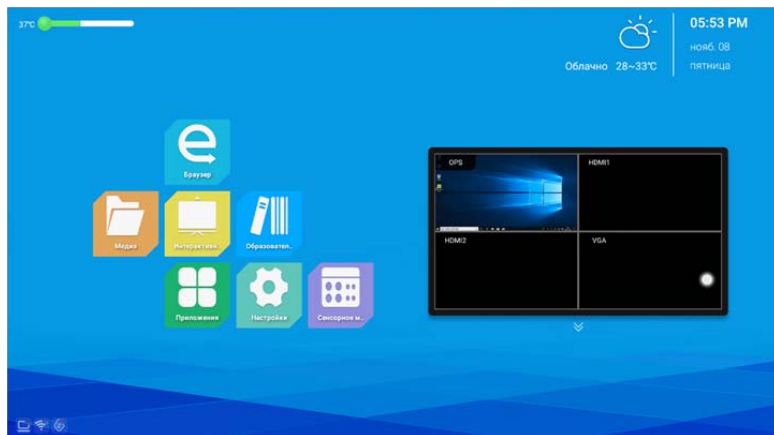 37°C
05:53 PM
нояб. 08
Облачно 28~33°C
пятница
Браузер
Медиа
Интерактивн..
Образовател..
Приложения
Настройки
Сенсорное м..
OPS
HDMI1
HDMI2
VGA